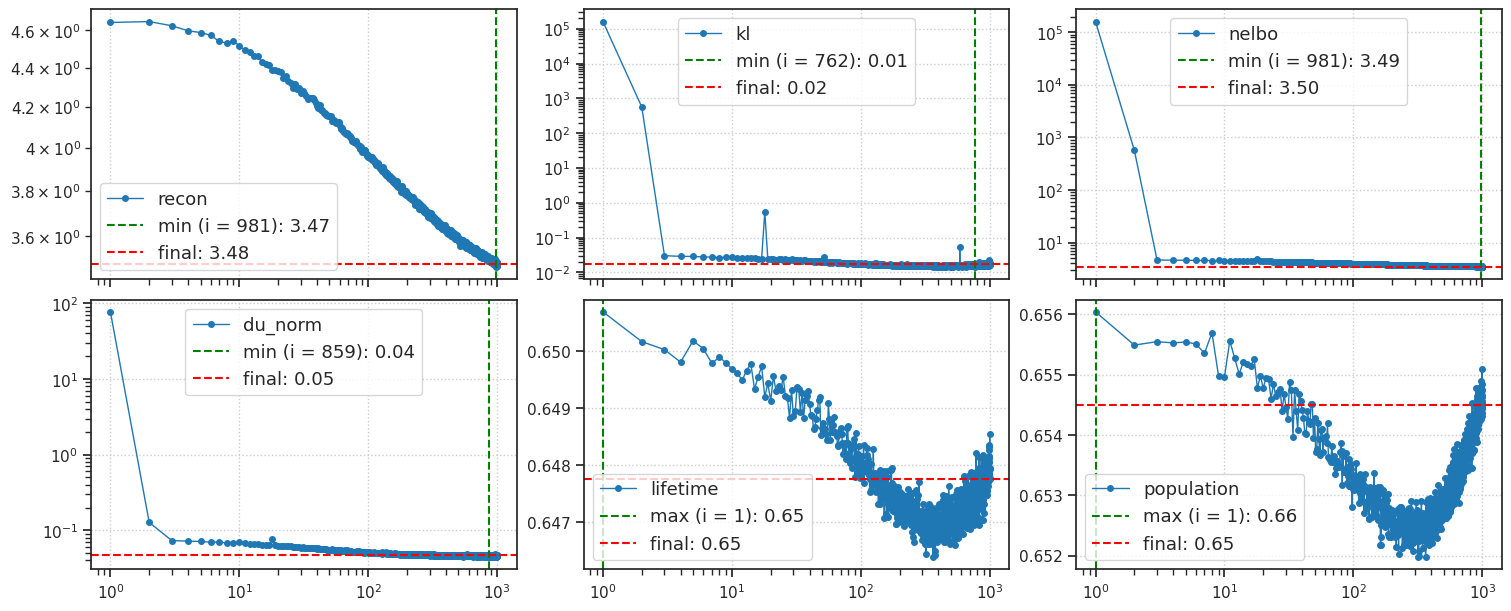 4.6 × 10⁰
4.4 × 10⁰
4.2 × 10⁰
4 × 10⁰
3.8 × 10⁰
3.6 × 10⁰
recon
min (i = 981): 3.47
final: 3.48
10⁵
10⁴
10³
10²
10¹
10⁰
10⁻¹
10⁻²
kl
min (i = 762): 0.01
final: 0.02
10⁵
10⁴
10³
10²
10¹
nelbo
min (i = 981): 3.49
final: 3.50
10²
10¹
10⁰
10⁻¹
du_norm
min (i = 859): 0.04
final: 0.05
10⁰ 10¹ 10² 10³
0.650
0.649
0.648
0.647
lifetime
max (i = 1): 0.65
final: 0.65
10⁰ 10¹ 10² 10³
0.656
0.655
0.654
0.653
0.652
population
max (i = 1): 0.66
final: 0.65
10⁰ 10¹ 10² 10³